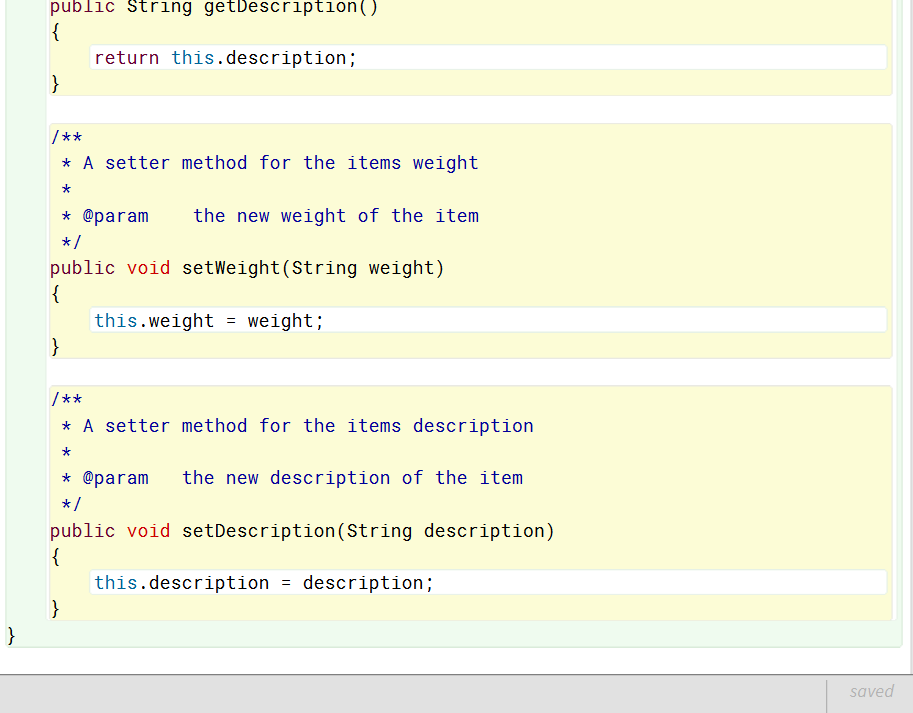 public String getDescription()
{
return this.description;
}
/**
* A setter method for the items weight
*
* @param    the new weight of the item
*/
public void setWeight(String weight)
{
this.weight = weight;
}
/**
* A setter method for the items description
*
* @param   the new description of the item
*/
public void setDescription(String description)
{
this.description = description;
}
}
saved